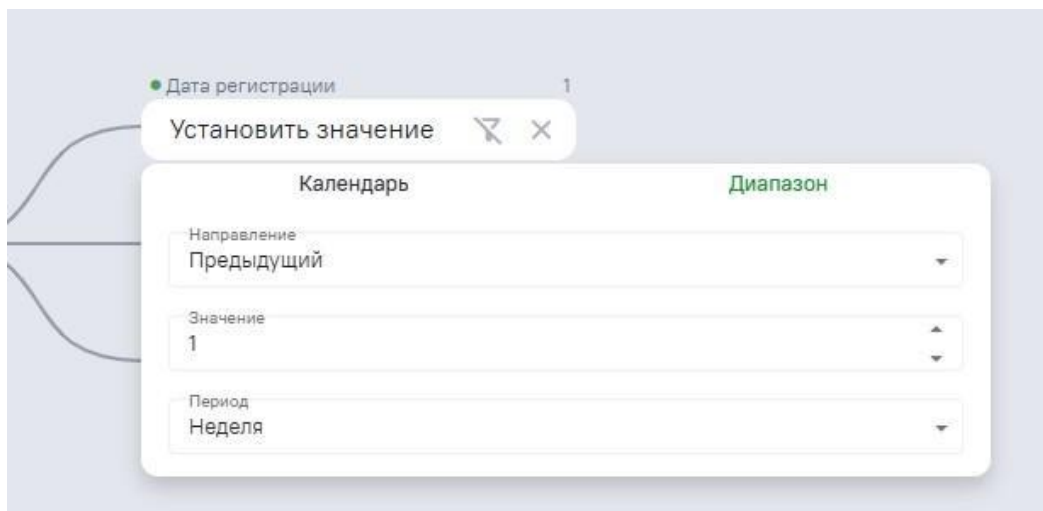 Дата регистрации 1
Установить значение
Календарь Диапазон
Направление
Предыдущий
Значение
1
Период
Неделя